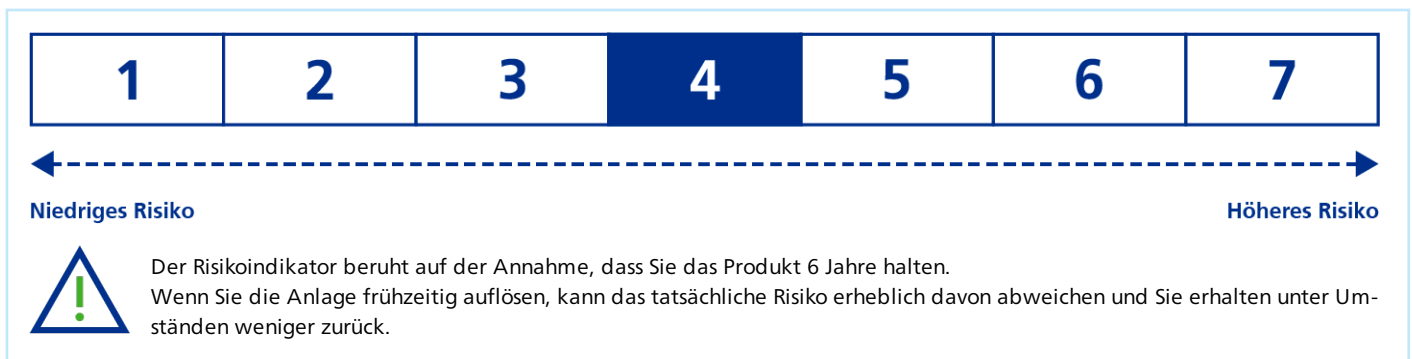 1 2 3 4 5 6 7
Niedriges Risiko Höheres Risiko
Der Risikoindikator beruht auf der Annahme, dass Sie das Produkt 6 Jahre halten.
Wenn Sie die Anlage frühzeitig auflösen, kann das tatsächliche Risiko erheblich davon abweichen und Sie erhalten unter Um-
ständen weniger zurück.